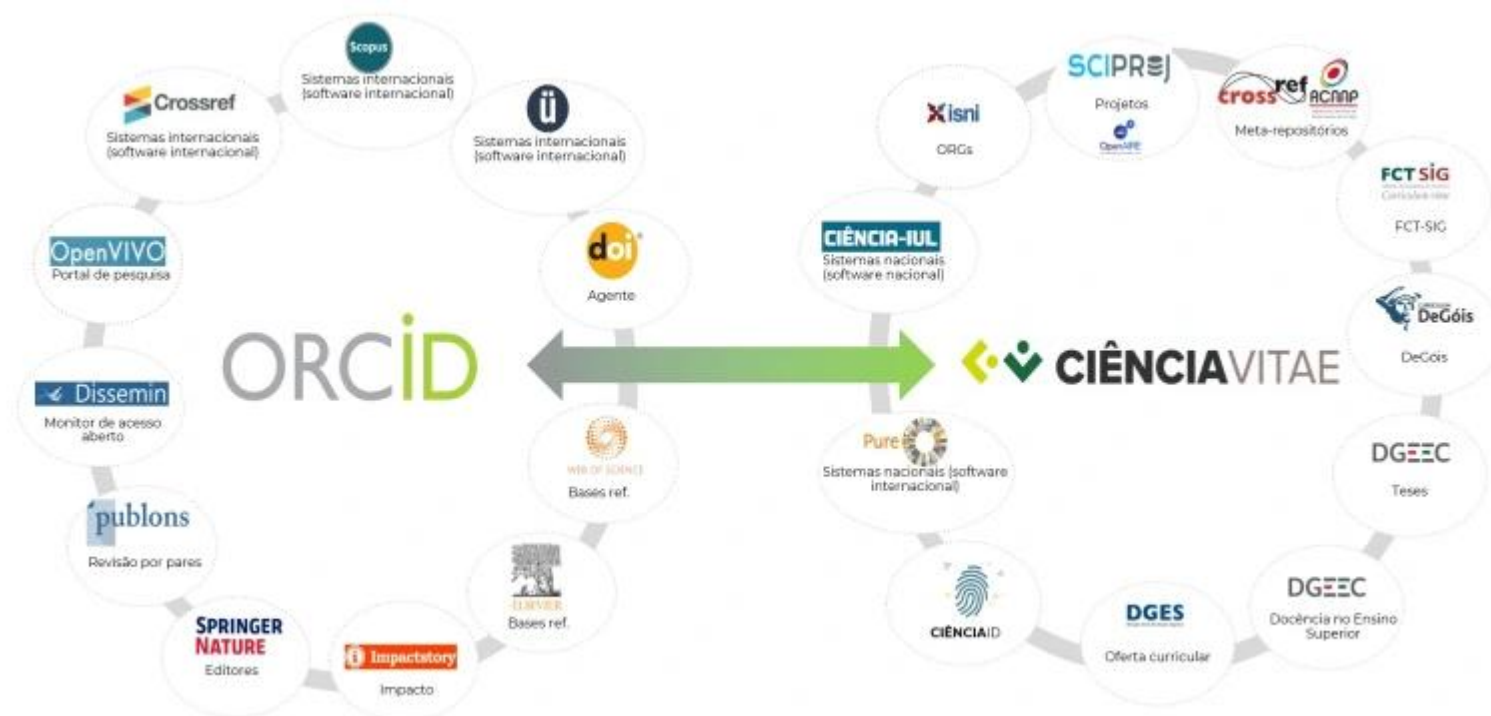 Scopus
Sistemas internacionais
(software internacional)
Crossref
Sistemas internacionais
(software internacional)
ü
Sistemas internacionais
(software internacional)
OpenVIVO
Portal de pesquisa
doi
Agente
ORCiD
Dissemin
Monitor de acesso
aberto
WEB OF SCIENCE
Bases ref.
publons
Revisão por pares
ELSEVIER
Bases ref.
SPRINGER
NATURE
Editores
Impactstory
Impacto
SCIPROJ
Projetos
OpenAIRE
isni
ORGs
crossref
RCAAP
Meta-repositórios
FCT SIG
FCT-SIG
CIÊNCIA-IUL
Sistemas nacionais
(software nacional)
DeGóis
DeGóis
CIÊNCIAVITAE
Pure
Sistemas nacionais (software
internacional)
DGEEC
Teses
CIÊNCIAID
DGES
Oferta curricular
DGEEC
Docência no Ensino
Superior